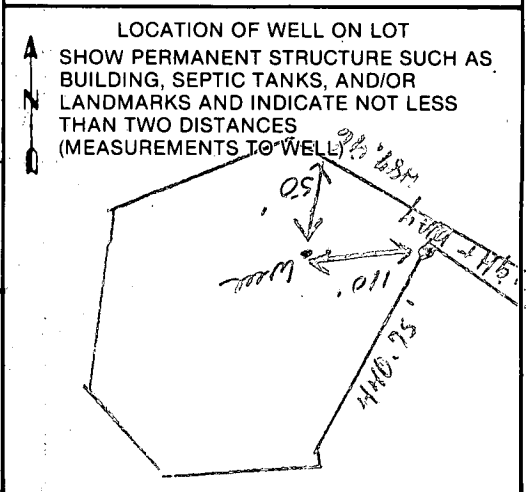 LOCATION OF WELL ON LOT
SHOW PERMANENT STRUCTURE SUCH AS
BUILDING, SEPTIC TANKS, AND/OR
N LANDMARKS AND INDICATE NOT LESS
THAN TWO DISTANCES
(MEASUREMENTS TO WELL)
50'
Well
110'
440.75'
Way